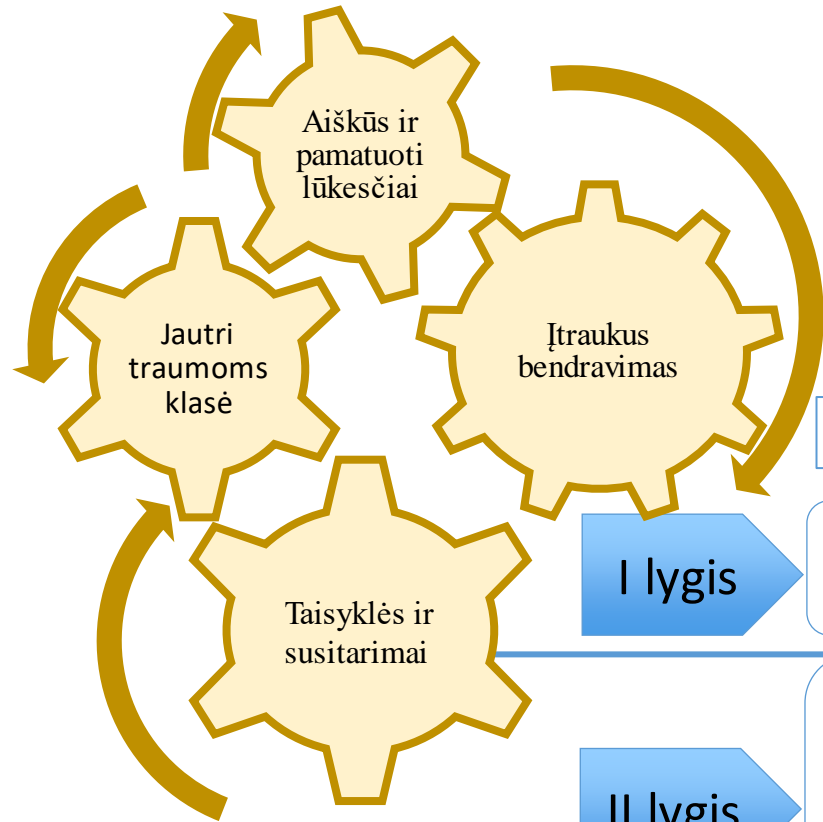 Aiškūs ir
pamatuoti
lūkesčiai
Jautri
traumoms
klasė
Įtraukus
bendravimas
I lygis
Taisyklės ir
susitarimai
II lygis